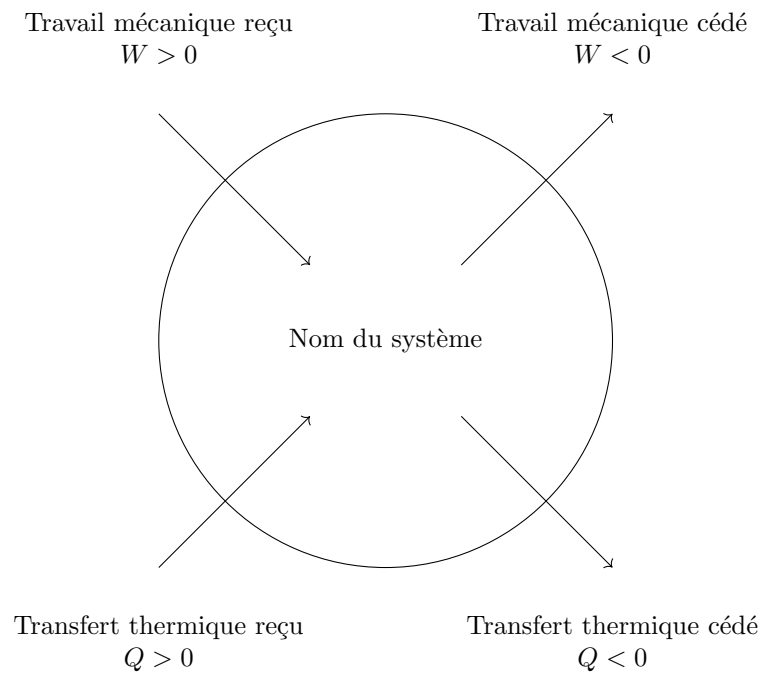 Travail mécanique reçu
W > 0
Travail mécanique cédé
W < 0
Nom du système
Transfert thermique reçu
Q > 0
Transfert thermique cédé
Q < 0